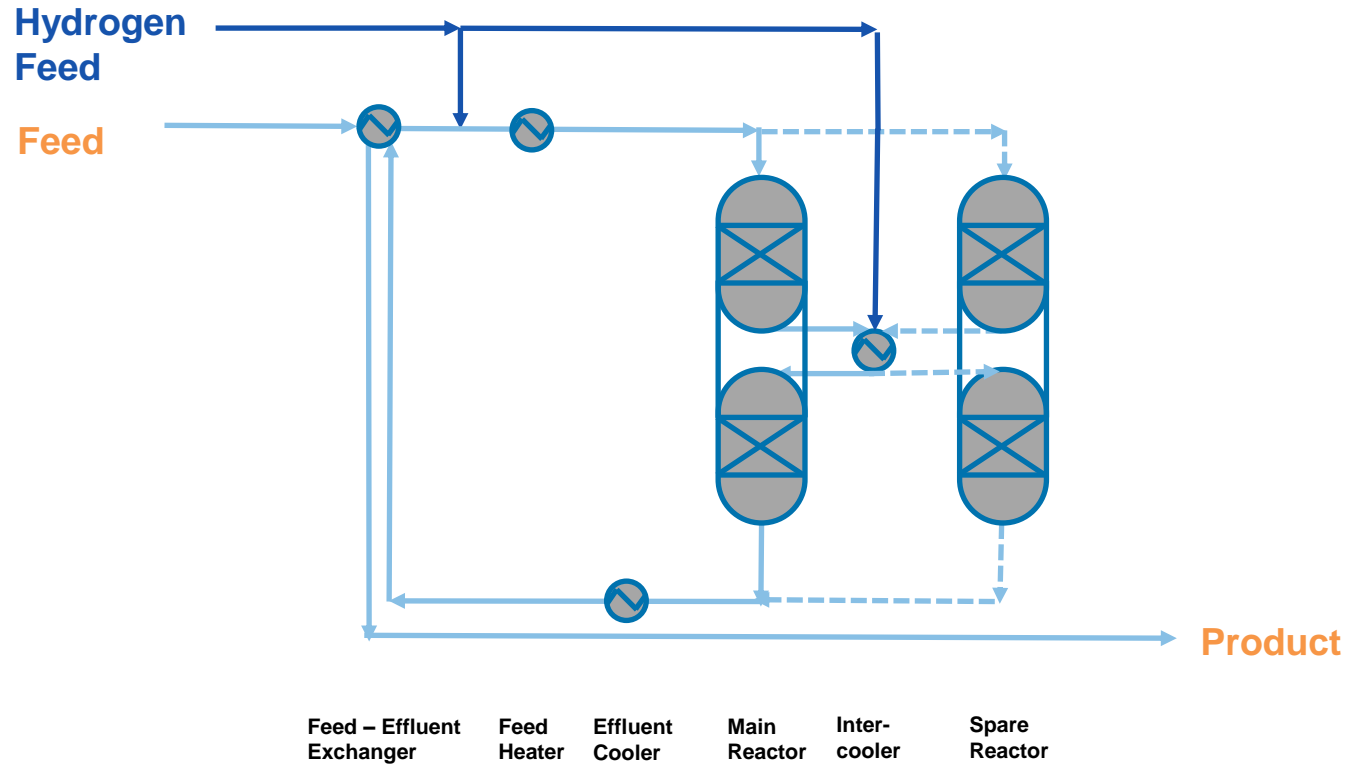 Hydrogen
Feed
Feed
Product
Feed – Effluent
Exchanger
Feed
Heater
Effluent
Cooler
Main
Reactor
Inter-
cooler
Spare
Reactor